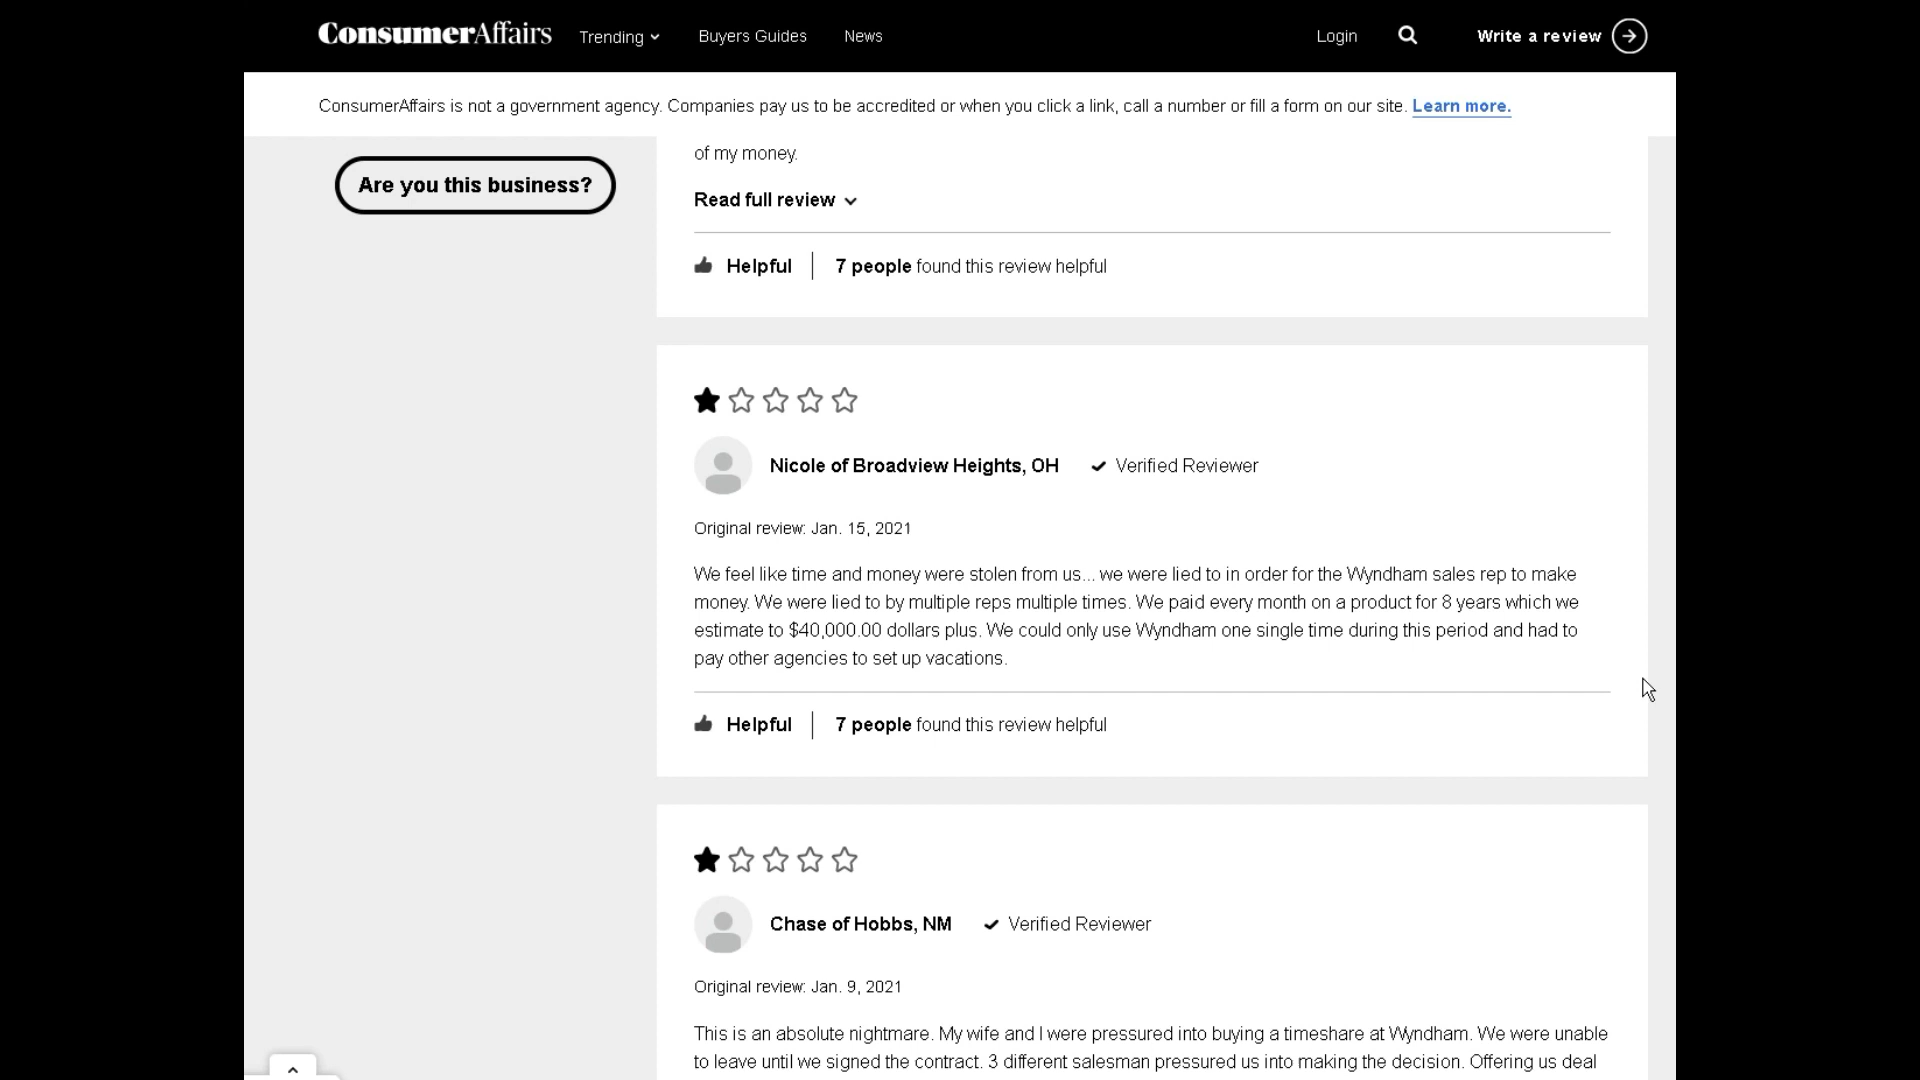 ConsumerAffairs Trending Buyers Guides News Login Write a review
ConsumerAffairs is not a government agency. Companies pay us to be accredited or when you click a link, call a number or fill a form on our site. Learn more.
Are you this business?
of my money.
Read full review
Helpful 7 people found this review helpful
Nicole of Broadview Heights, OH Verified Reviewer
Original review: Jan. 15, 2021
We feel like time and money were stolen from us... we were lied to in order for the Wyndham sales rep to make
money. We were lied to by multiple reps multiple times. We paid every month on a product for 8 years which we
estimate to $40,000.00 dollars plus. We could only use Wyndham one single time during this period and had to
pay other agencies to set up vacations.
Helpful 7 people found this review helpful
Chase of Hobbs, NM Verified Reviewer
Original review: Jan. 9, 2021
This is an absolute nightmare. My wife and I were pressured into buying a timeshare at Wyndham. We were unable
to leave until we signed the contract. 3 different salesman pressured us into making the decision. Offering us deal